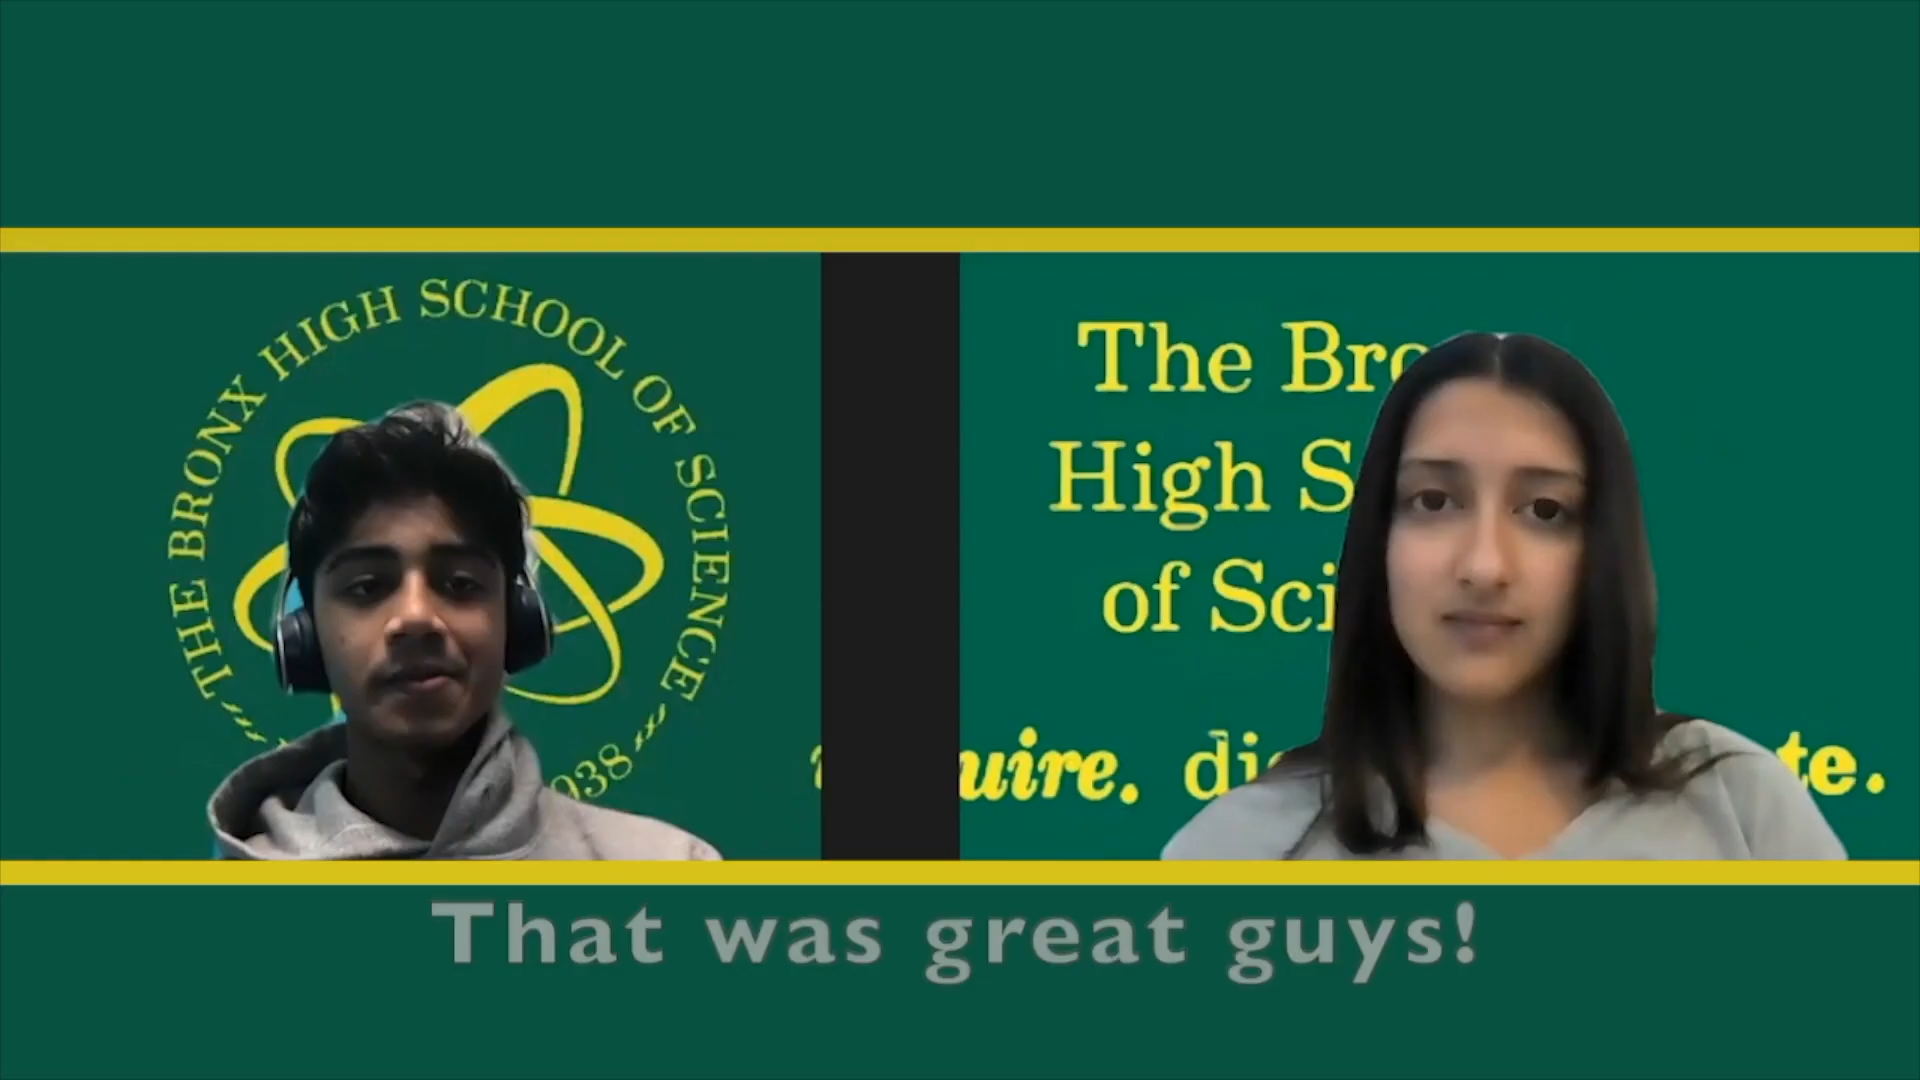 THE BRONX HIGH SCHOOL OF SCIENCE
The Bro
High S
of Sci
uire. di
te.
That was great guys!